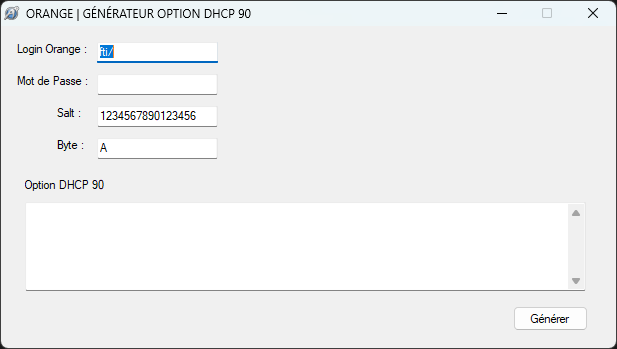 ORANGE | GÉNÉRATEUR OPTION DHCP 90
Login Orange : fti/
Mot de Passe :
Salt : 1234567890123456
Byte : A
Option DHCP 90
Générer